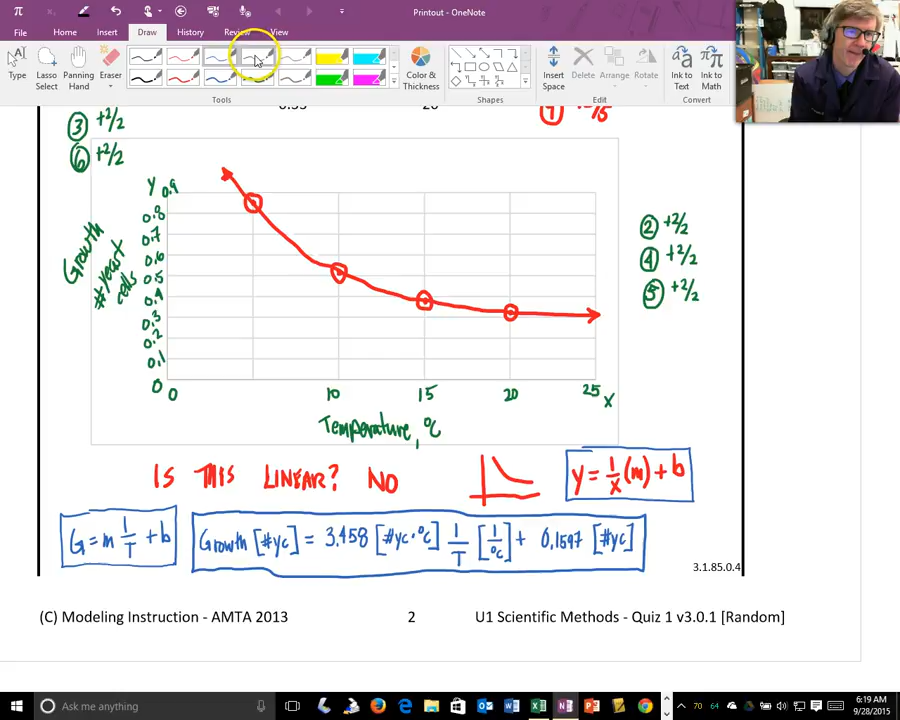 Printout - OneNote
File Home Insert Draw History Review View
Type Lasso Select Panning Hand Eraser Color & Thickness Insert Space Delete Arrange Rotate Ink to Text Ink to Math
Tools Shapes Edit Convert
③ +2/2
⑥ +2/2
Y 0.9
0.8
0.7
0.6
0.5
0.4
0.3
0.2
0.1
0
Growth
#yeast
cells
② +2/2
④ +2/2
⑤ +2/2
0 10 15 20 25 X
Temperature, °C
IS THIS LINEAR? NO
y = 1/x (m) + b
G = m 1/T + b
Growth [#yc] = 3.458 [#yc·°C] 1/T [1/°C] + 0.1597 [#yc]
3.1.85.0.4
(C) Modeling Instruction - AMTA 2013 2 U1 Scientific Methods - Quiz 1 v3.0.1 [Random]
Ask me anything
70 64
6:19 AM
9/28/2015